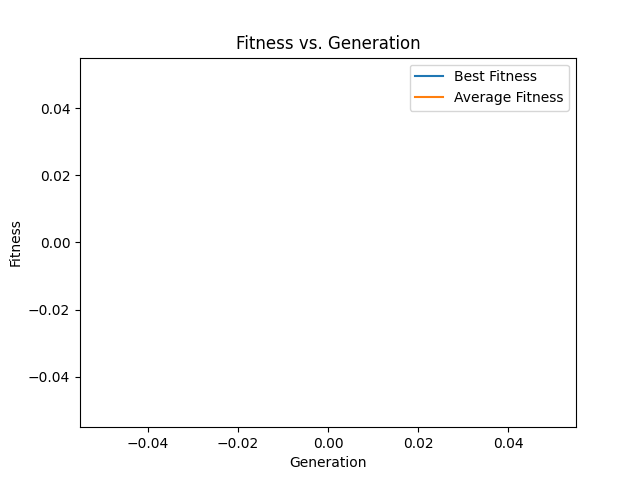 Fitness vs. Generation
Best Fitness
Average Fitness
0.04
0.02
0.00
−0.02
−0.04
Fitness
−0.04 −0.02 0.00 0.02 0.04
Generation